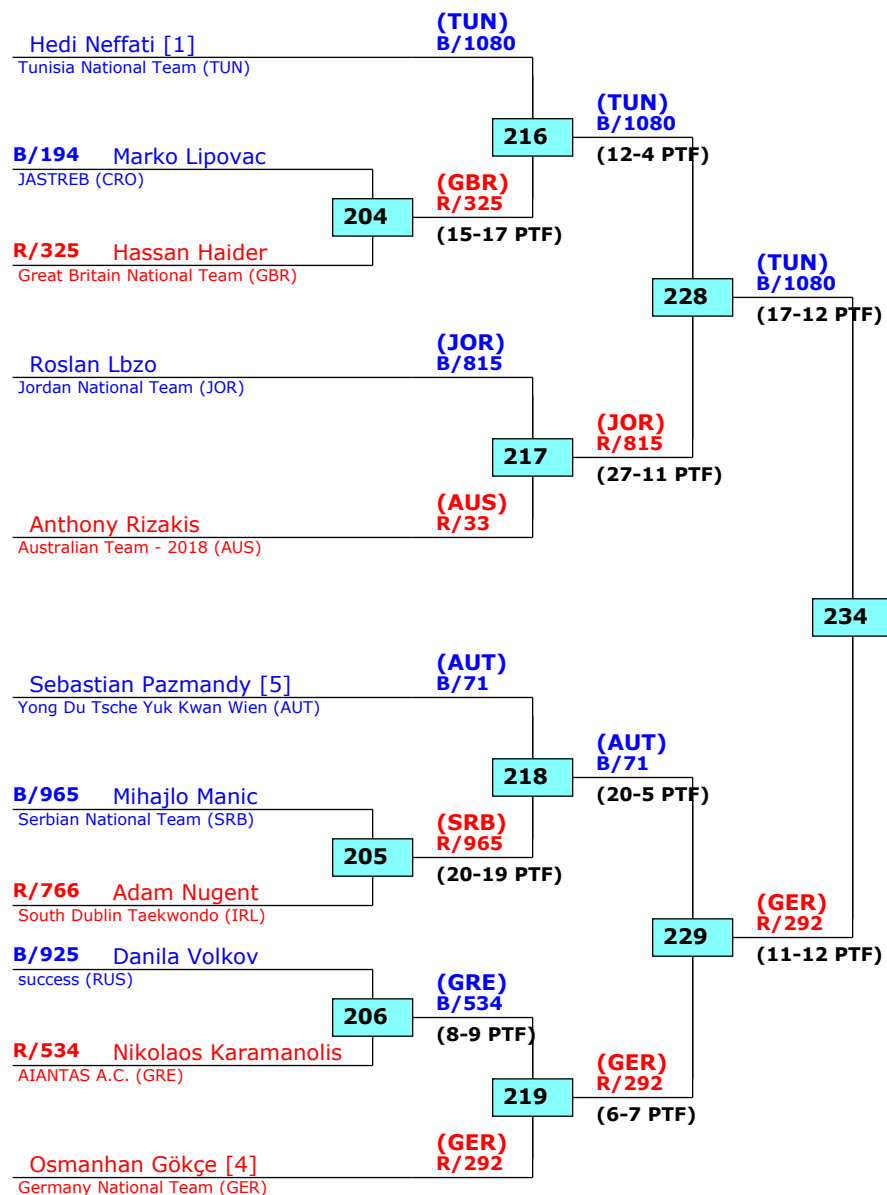 (TUN)
Hedi Neffati [1]
B/1080
Tunisia National Team (TUN)
(TUN)
B/1080
216
(12-4 PTF)
B/194 Marko Lipovac
JASTREB (CRO)
(GBR)
R/325
204
(15-17 PTF)
R/325 Hassan Haider
Great Britain National Team (GBR)
(TUN)
B/1080
228
(17-12 PTF)
(JOR)
Roslan Lbzo
B/815
Jordan National Team (JOR)
(JOR)
R/815
217
(27-11 PTF)
(AUS)
Anthony Rizakis
R/33
Australian Team - 2018 (AUS)
234
(AUT)
Sebastian Pazmandy [5]
B/71
Yong Du Tsche Yuk Kwan Wien (AUT)
(AUT)
B/71
218
(20-5 PTF)
B/965 Mihajlo Manic
Serbian National Team (SRB)
(SRB)
R/965
205
(20-19 PTF)
R/766 Adam Nugent
South Dublin Taekwondo (IRL)
(GER)
R/292
229
(11-12 PTF)
B/925 Danila Volkov
success (RUS)
(GRE)
B/534
206
(8-9 PTF)
R/534 Nikolaos Karamanolis
AIANTAS A.C. (GRE)
(GER)
R/292
219
(6-7 PTF)
(GER)
Osmanhan Gökçe [4]
R/292
Germany National Team (GER)